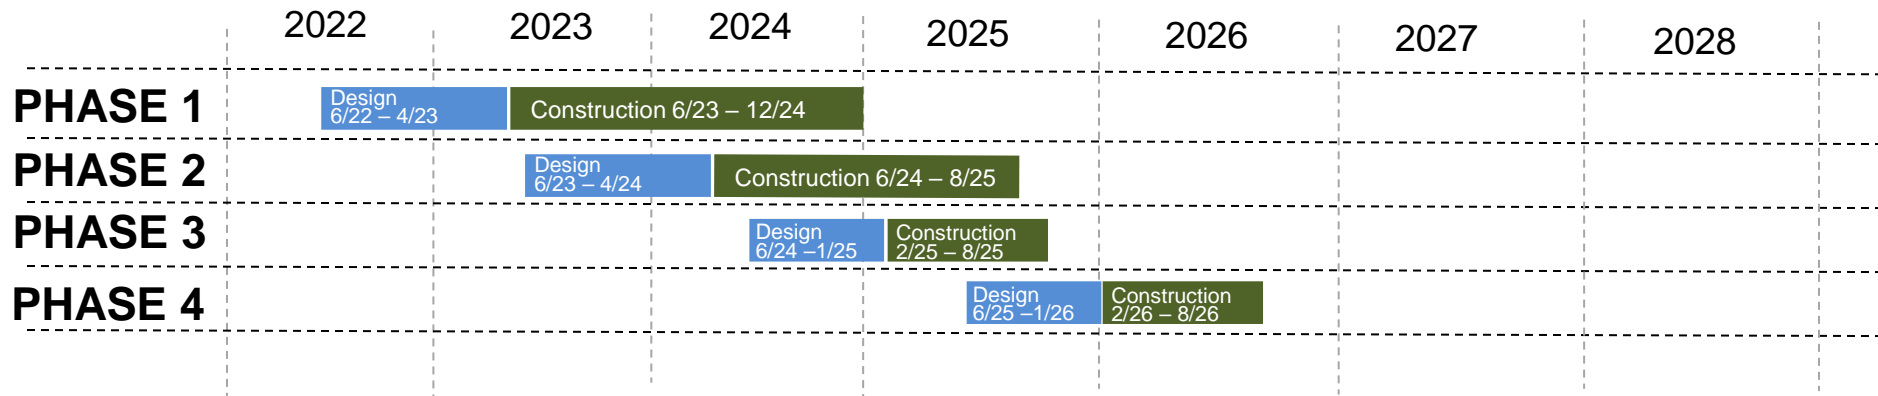 2022 2023 2024 2025 2026 2027 2028
PHASE 1
Design
6/22 – 4/23
Construction 6/23 – 12/24
PHASE 2
Design
6/23 – 4/24
Construction 6/24 – 8/25
PHASE 3
Design
6/24 –1/25
Construction
2/25 – 8/25
PHASE 4
Design
6/25 –1/26
Construction
2/26 – 8/26